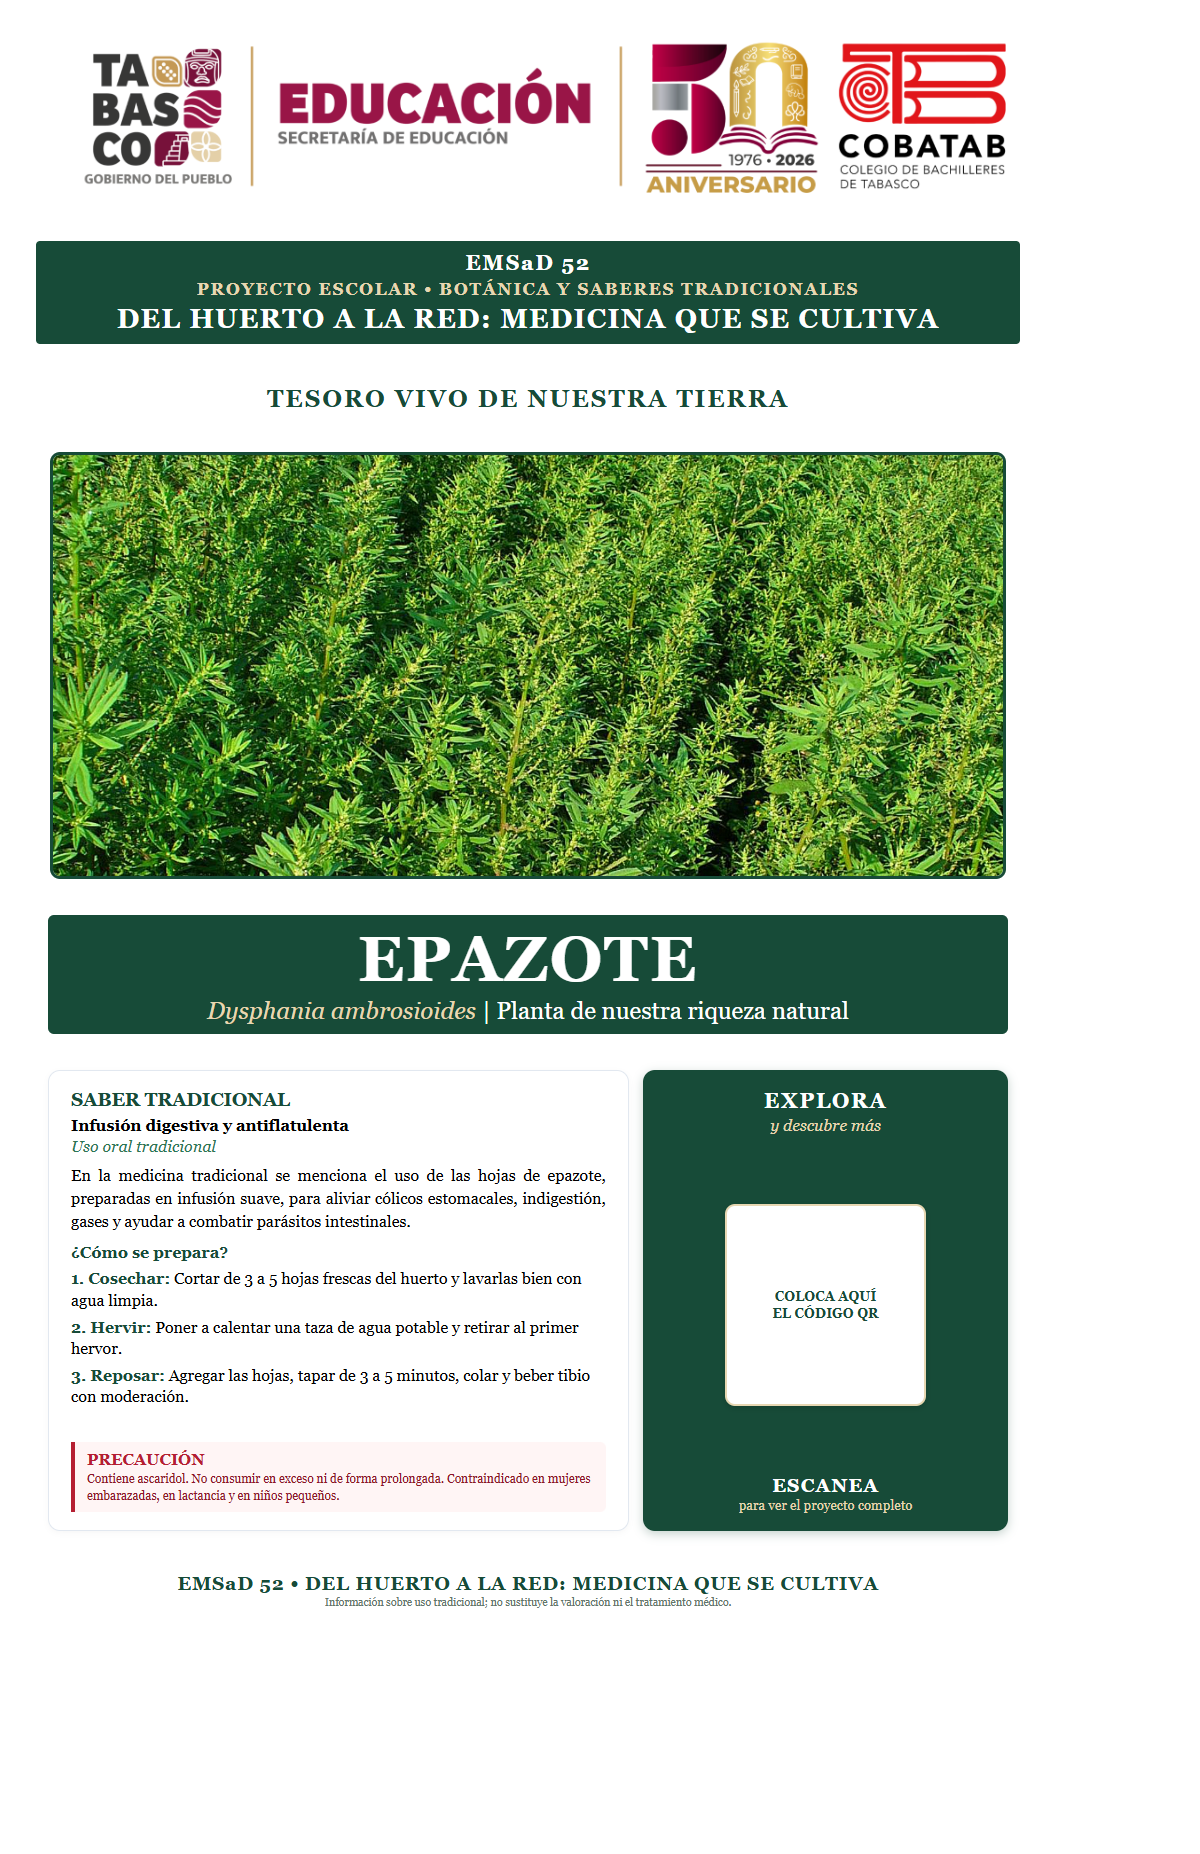 TA
BAS
CO
GOBIERNO DEL PUEBLO
EDUCACIÓN
SECRETARÍA DE EDUCACIÓN
50
1976 • 2026
ANIVERSARIO
COBATAB
COLEGIO DE BACHILLERES
DE TABASCO
EMSaD 52
PROYECTO ESCOLAR • BOTÁNICA Y SABERES TRADICIONALES
DEL HUERTO A LA RED: MEDICINA QUE SE CULTIVA
TESORO VIVO DE NUESTRA TIERRA
EPAZOTE
Dysphania ambrosioides | Planta de nuestra riqueza natural
SABER TRADICIONAL
Infusión digestiva y antiflatulenta
Uso oral tradicional
En la medicina tradicional se menciona el uso de las hojas de epazote,
preparadas en infusión suave, para aliviar cólicos estomacales, indigestión,
gases y ayudar a combatir parásitos intestinales.
¿Cómo se prepara?
1. Cosechar: Cortar de 3 a 5 hojas frescas del huerto y lavarlas bien con
agua limpia.
2. Hervir: Poner a calentar una taza de agua potable y retirar al primer
hervor.
3. Reposar: Agregar las hojas, tapar de 3 a 5 minutos, colar y beber tibio
con moderación.
PRECAUCIÓN
Contiene ascaridol. No consumir en exceso ni de forma prolongada. Contraindicado en mujeres
embarazadas, en lactancia y en niños pequeños.
EXPLORA
y descubre más
COLOCA AQUÍ
EL CÓDIGO QR
ESCANEA
para ver el proyecto completo
EMSaD 52 • DEL HUERTO A LA RED: MEDICINA QUE SE CULTIVA
Información sobre uso tradicional; no sustituye la valoración ni el tratamiento médico.